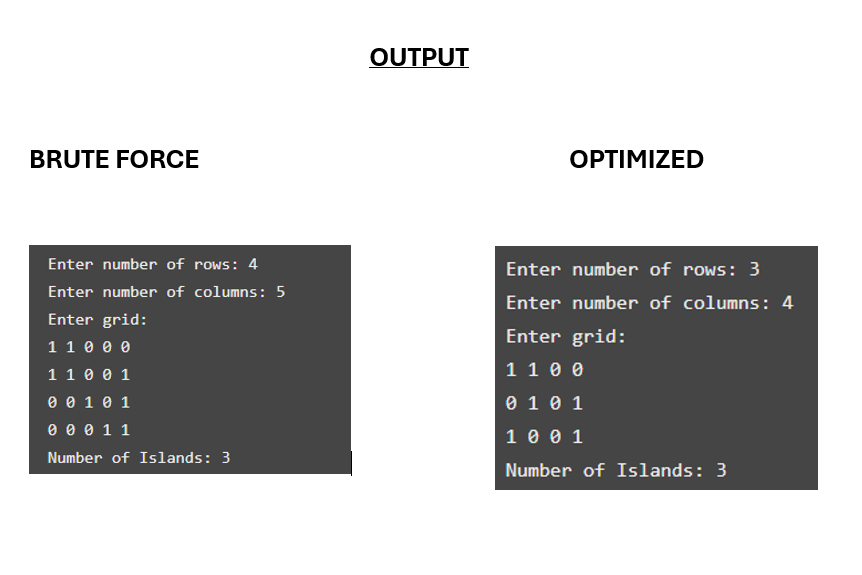 OUTPUT
BRUTE FORCE
OPTIMIZED
Enter number of rows: 4
Enter number of columns: 5
Enter grid:
1 1 0 0 0
1 1 0 0 1
0 0 1 0 1
0 0 0 1 1
Number of Islands: 3
Enter number of rows: 3
Enter number of columns: 4
Enter grid:
1 1 0 0
0 1 0 1
1 0 0 1
Number of Islands: 3